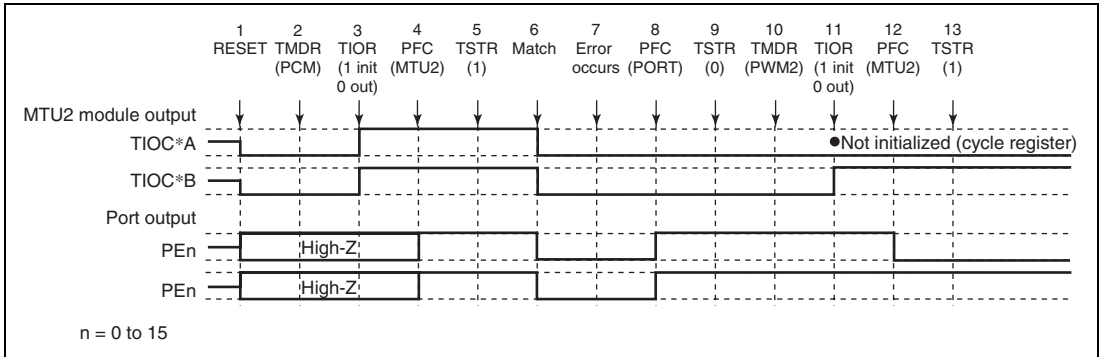 1 2 3 4 5 6 7 8 9 10 11 12 13
RESET TMDR TIOR PFC TSTR Match Error PFC TSTR TMDR TIOR PFC TSTR
(PCM) (1 init (MTU2) (1) occurs (PORT) (0) (PWM2) (1 init (MTU2) (1)
0 out) 0 out)
MTU2 module output
TIOC*A ●Not initialized (cycle register)
TIOC*B
Port output
PEn High-Z
PEn High-Z
n = 0 to 15